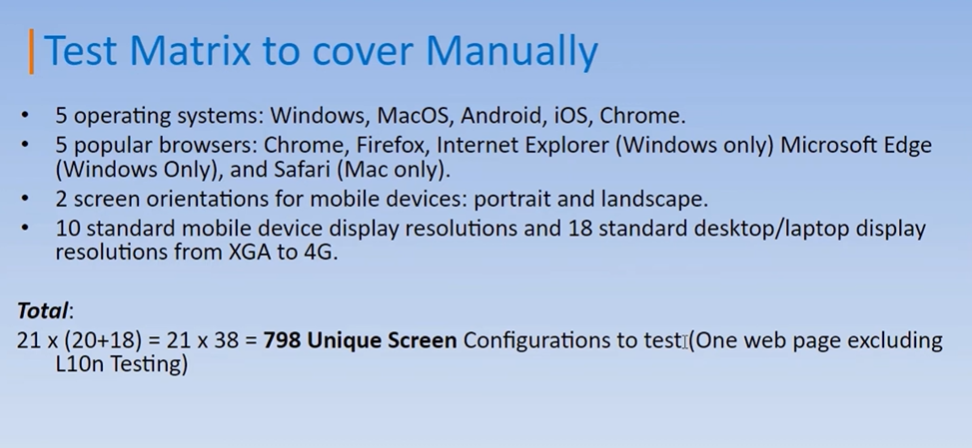 Test Matrix to cover Manually
• 5 operating systems: Windows, MacOS, Android, iOS, Chrome.
• 5 popular browsers: Chrome, Firefox, Internet Explorer (Windows only) Microsoft Edge
(Windows Only), and Safari (Mac only).
• 2 screen orientations for mobile devices: portrait and landscape.
• 10 standard mobile device display resolutions and 18 standard desktop/laptop display
resolutions from XGA to 4G.
Total:
21 x (20+18) = 21 x 38 = 798 Unique Screen Configurations to test (One web page excluding
L10n Testing)